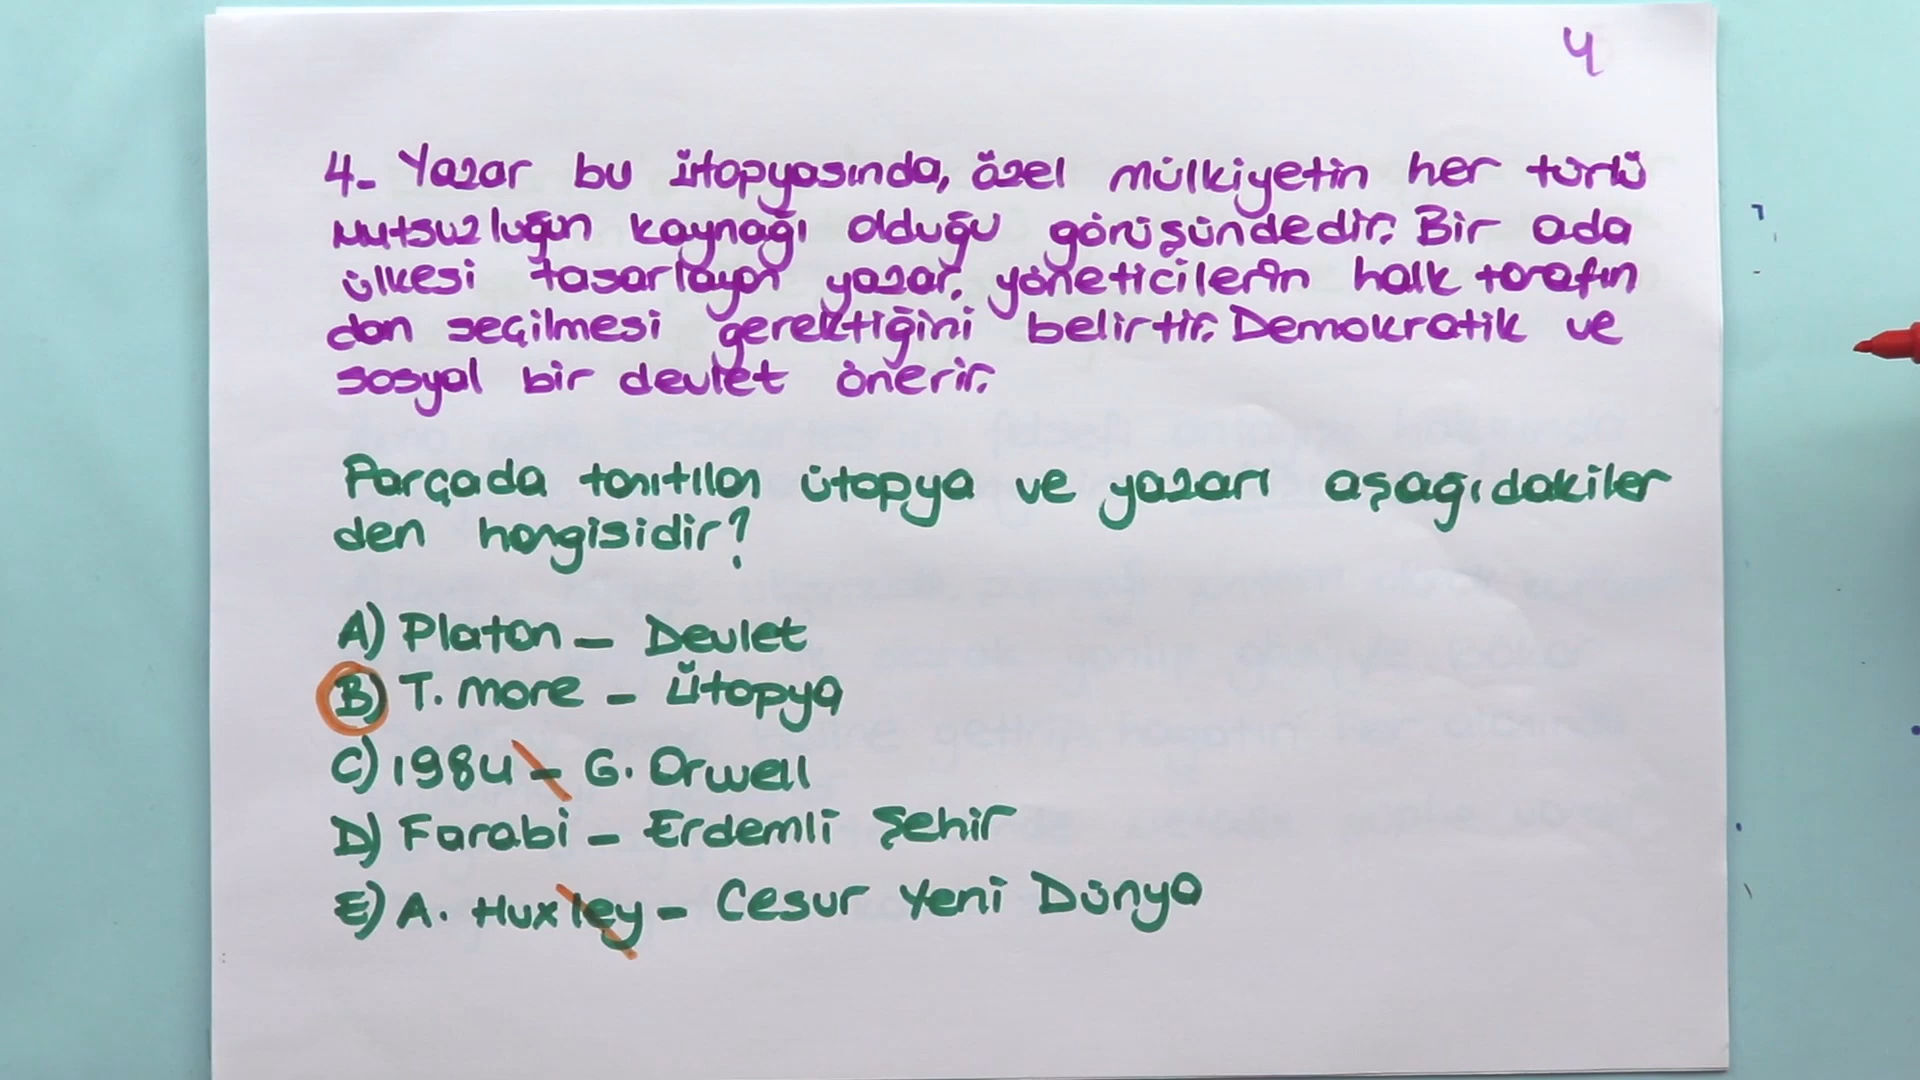 4
4- Yazar bu ütopyasında, özel mülkiyetin her türlü
mutsuzluğun kaynağı olduğu görüşündedir. Bir ada
ülkesi tasarlayan yazar, yöneticilerin halk tarafın
dan seçilmesi gerektiğini belirtir. Demokratik ve
sosyal bir devlet önerir.
Parçada tanıtılan ütopya ve yazarı aşağıdakiler
den hangisidir?
A) Platon - Devlet
B) T. more - Ütopya
C) 1984 - G. Orwell
D) Farabi - Erdemli Şehir
E) A. Huxley - Cesur Yeni Dünya